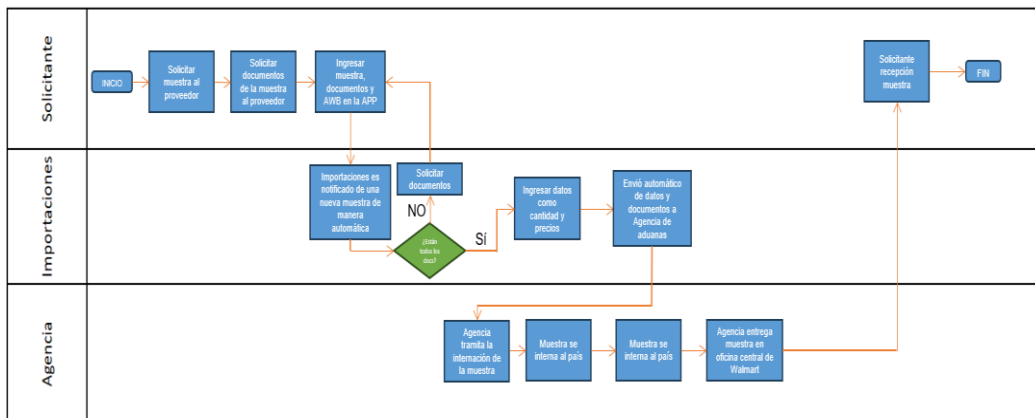 Solicitante
INICIO
Solicitar
muestra al
proveedor
Solicitar
documentos
de la muestra
al proveedor
Ingresar
muestra,
documentos y
AWB en la APP
Solicitante
recepción
muestra
FIN
Importaciones
Importaciones es
notificado de una
nueva muestra de
manera
automática
Solicitar
documentos
NO
¿Están
todos los
docs?
Sí
Ingresar datos
como
cantidad y
precios
Envió automático
de datos y
documentos a
Agencia de
aduanas
Agencia
Agencia
tramita la
internación de
la muestra
Muestra se
interna al país
Muestra se
interna al país
Agencia entrega
muestra en
oficina central de
Walmart